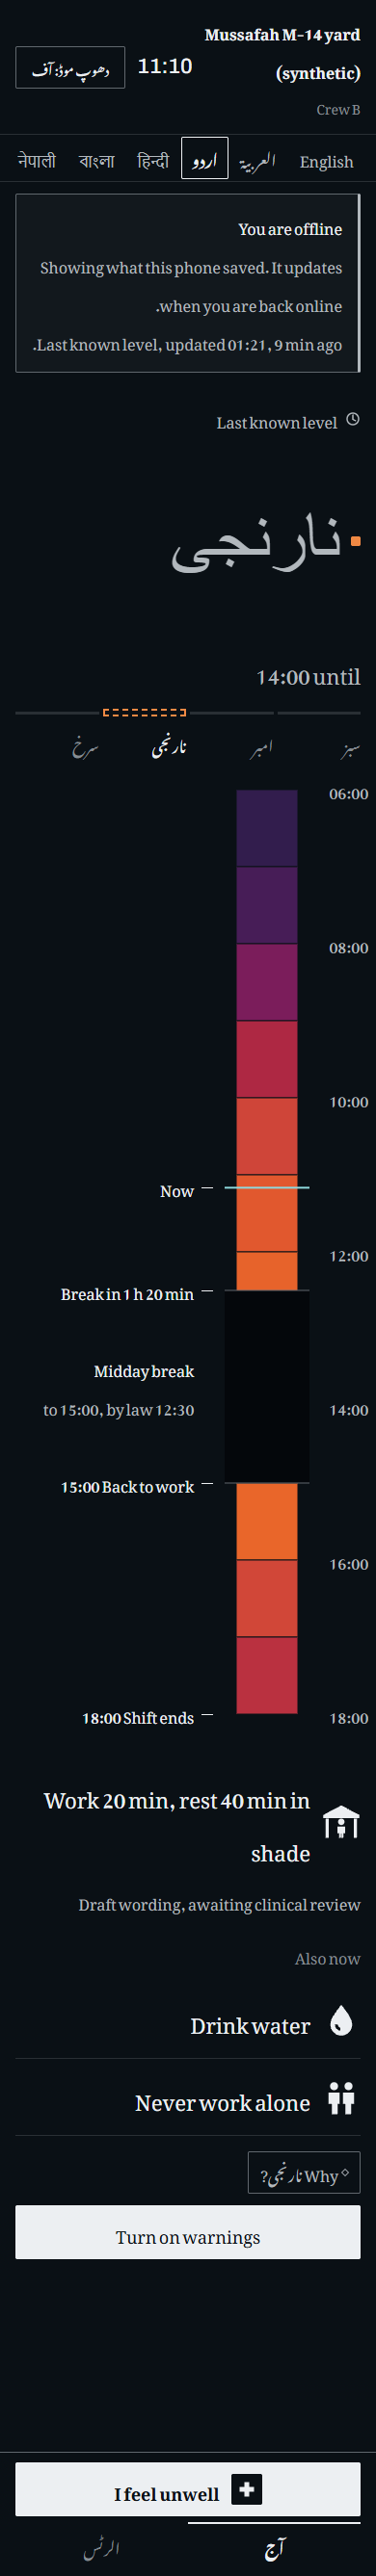 Mussafah M-14 yard
(synthetic)
Crew B
11:10
دھوپ موڈ: آف
English
العربية
اردو
हिन्दी
বাংলা
नेपाली
You are offline
Showing what this phone saved. It updates
when you are back online.
Last known level, updated 01:21, 9 min ago.
Last known level
نارنجی
until 14:00
سبز
امبر
نارنجی
سرخ
06:00
08:00
10:00
Now
12:00
Break in 1 h 20 min
Midday break
12:30 to 15:00, by law
14:00
15:00 Back to work
16:00
18:00 Shift ends
18:00
Work 20 min, rest 40 min in
shade
Draft wording, awaiting clinical review
Also now
Drink water
Never work alone
Why نارنجی?
Turn on warnings
I feel unwell
آج
الرٹس